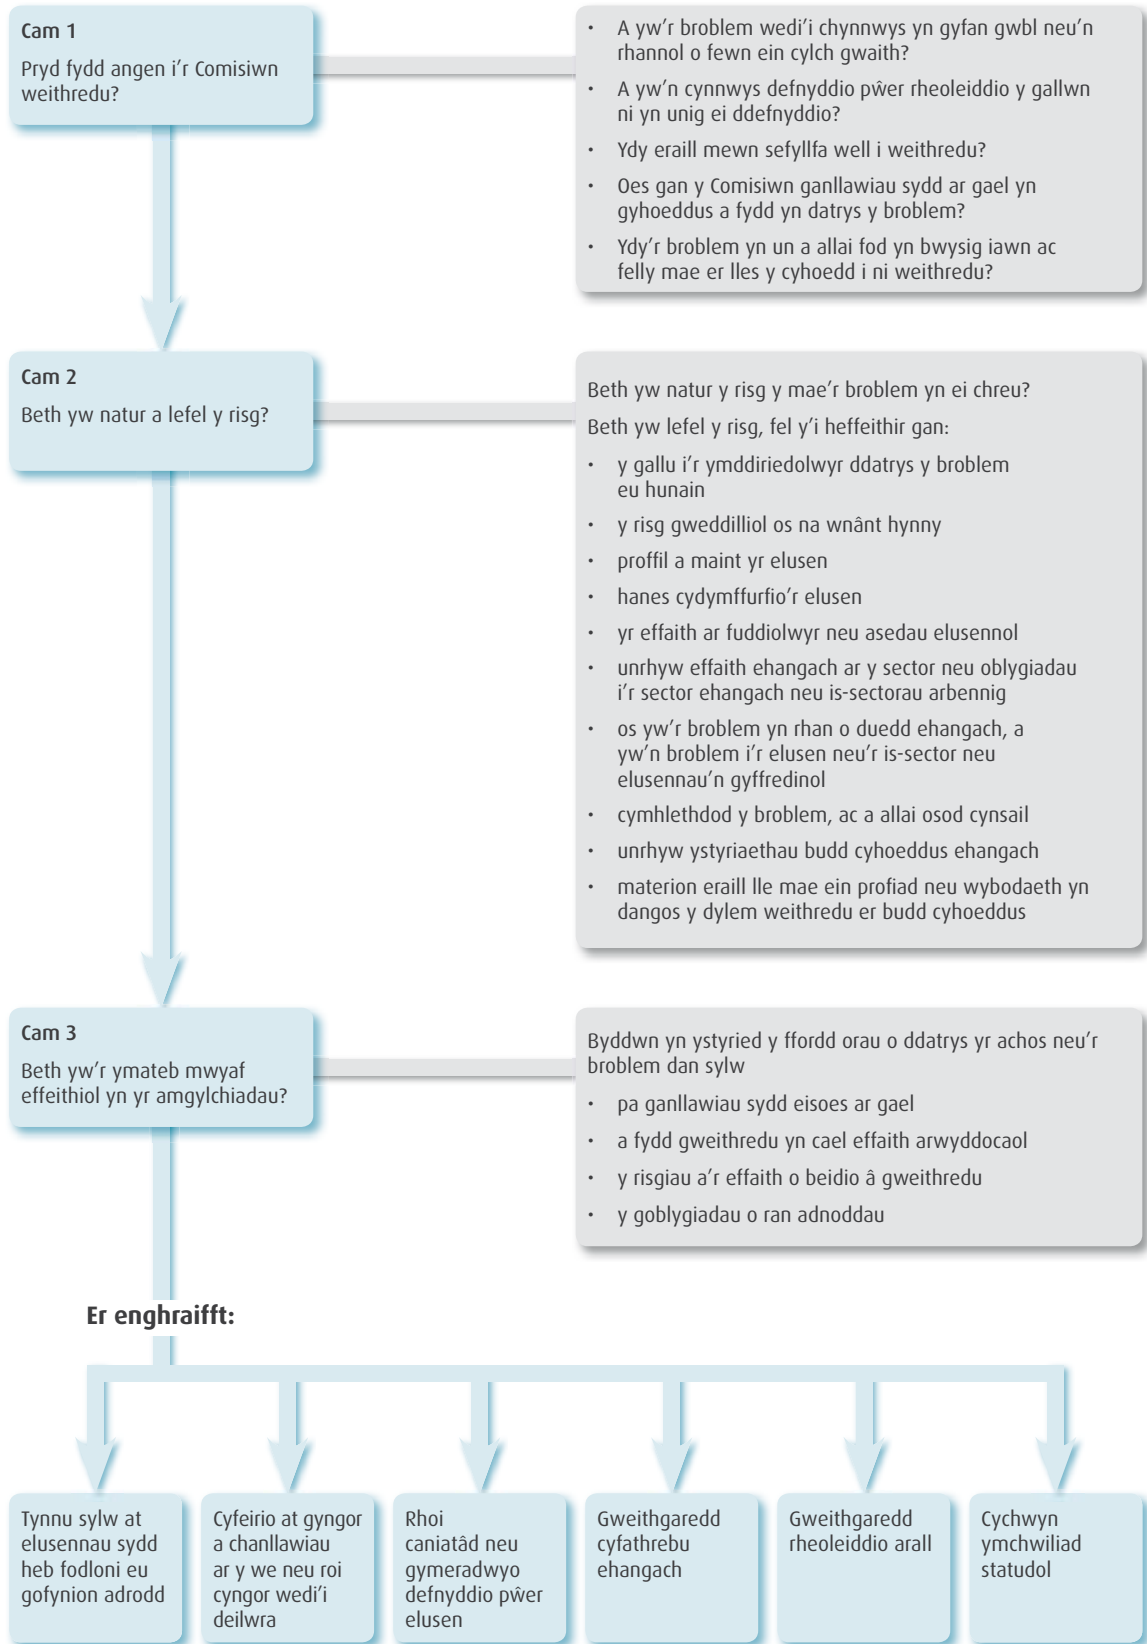 Cam 1
Pryd fydd angen i'r Comisiwn
weithredu?
• A yw'r broblem wedi'i chynnwys yn gyfan gwbl neu'n
rhannol o fewn ein cylch gwaith?
• A yw'n cynnwys defnyddio pŵer rheoleiddio y gallwn
ni yn unig ei ddefnyddio?
• Ydy eraill mewn sefyllfa well i weithredu?
• Oes gan y Comisiwn ganllawiau sydd ar gael yn
gyhoeddus a fydd yn datrys y broblem?
• Ydy'r broblem yn un a allai fod yn bwysig iawn ac
felly mae er lles y cyhoedd i ni weithredu?
Cam 2
Beth yw natur a lefel y risg?
Beth yw natur y risg y mae'r broblem yn ei chreu?
Beth yw lefel y risg, fel y'i heffeithir gan:
• y gallu i'r ymddiriedolwyr ddatrys y broblem
eu hunain
• y risg gweddilliol os na wnânt hynny
• proffil a maint yr elusen
• hanes cydymffurfio'r elusen
• yr effaith ar fuddiolwyr neu asedau elusennol
• unrhyw effaith ehangach ar y sector neu oblygiadau
i'r sector ehangach neu is-sectorau arbennig
• os yw'r broblem yn rhan o duedd ehangach, a
yw'n broblem i'r elusen neu'r is-sector neu
elusennau'n gyffredinol
• cymhlethdod y broblem, ac a allai osod cynsail
• unrhyw ystyriaethau budd cyhoeddus ehangach
• materion eraill lle mae ein profiad neu wybodaeth yn
dangos y dylem weithredu er budd cyhoeddus
Cam 3
Beth yw'r ymateb mwyaf
effeithiol yn yr amgylchiadau?
Byddwn yn ystyried y ffordd orau o ddatrys yr achos neu'r
broblem dan sylw
• pa ganllawiau sydd eisoes ar gael
• a fydd gweithredu yn cael effaith arwyddocaol
• y risgiau a'r effaith o beidio â gweithredu
• y goblygiadau o ran adnoddau
Er enghraifft:
Tynnu sylw at
elusennau sydd
heb fodloni eu
gofynion adrodd
Cyfeirio at gyngor
a chanllawiau
ar y we neu roi
cyngor wedi'i
deilwra
Rhoi
caniatâd neu
gymeradwyo
defnyddio pŵer
elusen
Gweithgaredd
cyfathrebu
ehangach
Gweithgaredd
rheoleiddio arall
Cychwyn
ymchwiliad
statudol